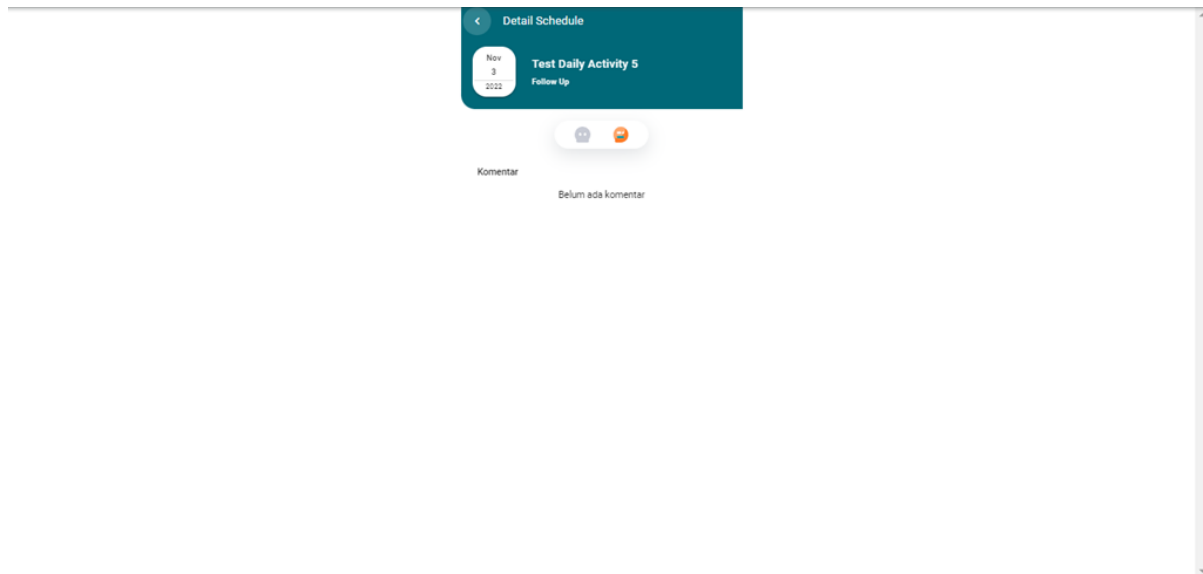 Detail Schedule
Nov
3
2022
Test Daily Activity 5
Follow Up
Komentar
Belum ada komentar